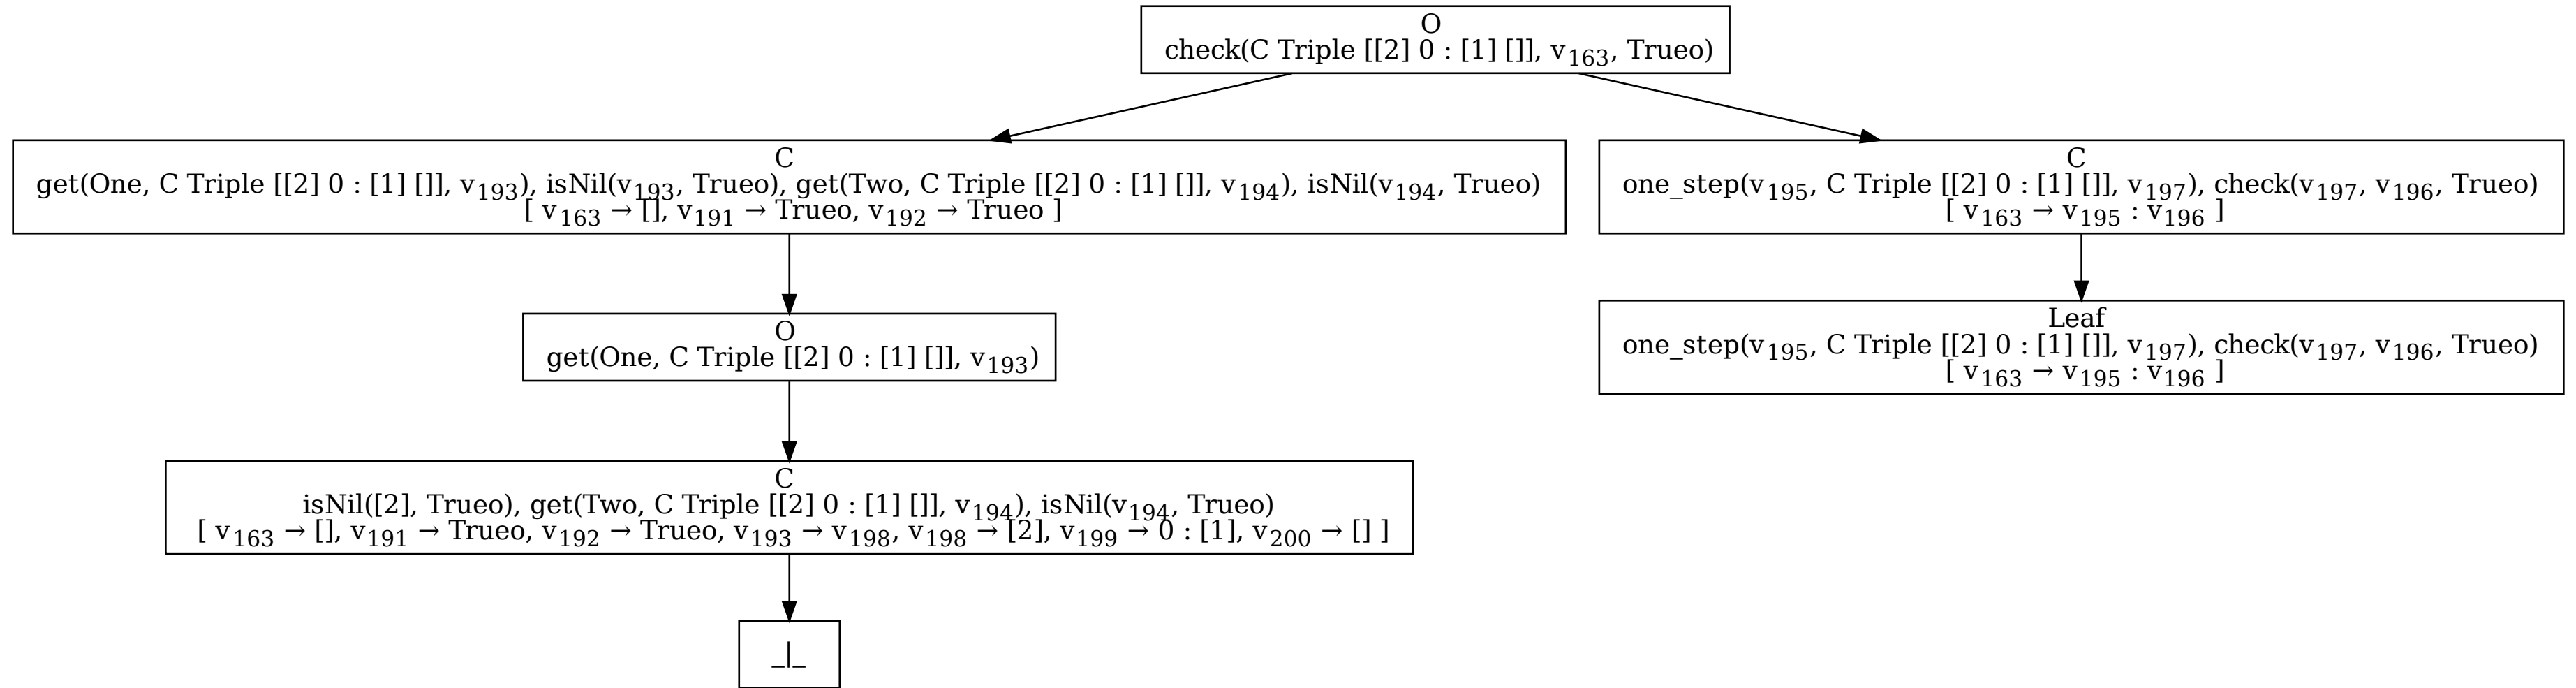 O
check(C Triple [[2] 0 : [1] []], v163, Trueo)
C
get(One, C Triple [[2] 0 : [1] []], v193), isNil(v193, Trueo), get(Two, C Triple [[2] 0 : [1] []], v194), isNil(v194, Trueo)
[ v163 → [], v191 → Trueo, v192 → Trueo ]
C
one_step(v195, C Triple [[2] 0 : [1] []], v197), check(v197, v196, Trueo)
[ v163 → v195 : v196 ]
O
get(One, C Triple [[2] 0 : [1] []], v193)
Leaf
one_step(v195, C Triple [[2] 0 : [1] []], v197), check(v197, v196, Trueo)
[ v163 → v195 : v196 ]
C
isNil([2], Trueo), get(Two, C Triple [[2] 0 : [1] []], v194), isNil(v194, Trueo)
[ v163 → [], v191 → Trueo, v192 → Trueo, v193 → v198, v198 → [2], v199 → 0 : [1], v200 → [] ]
_|_